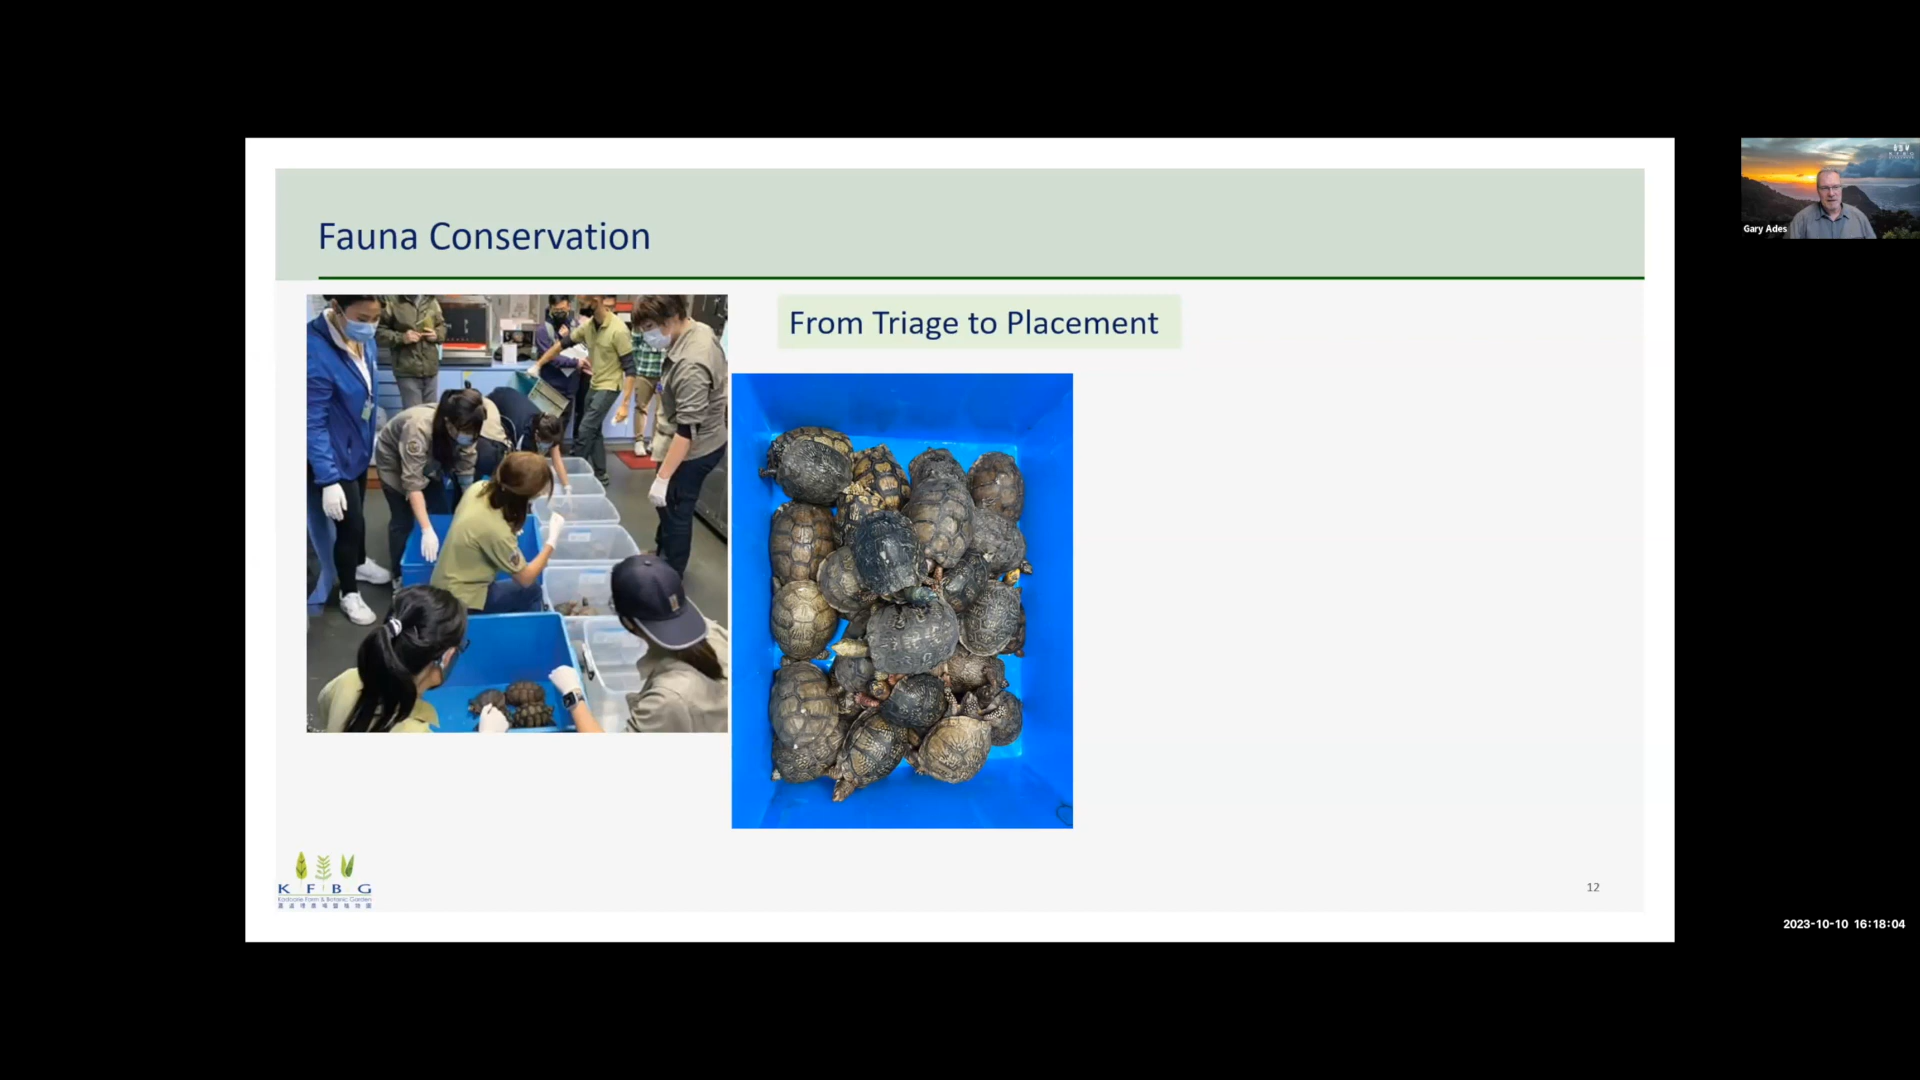 Fauna Conservation
From Triage to Placement
Gary Ades
K F B G
Kadoorie Farm & Botanic Garden
嘉道理農場暨植物園
12
2023-10-10 16:18:04